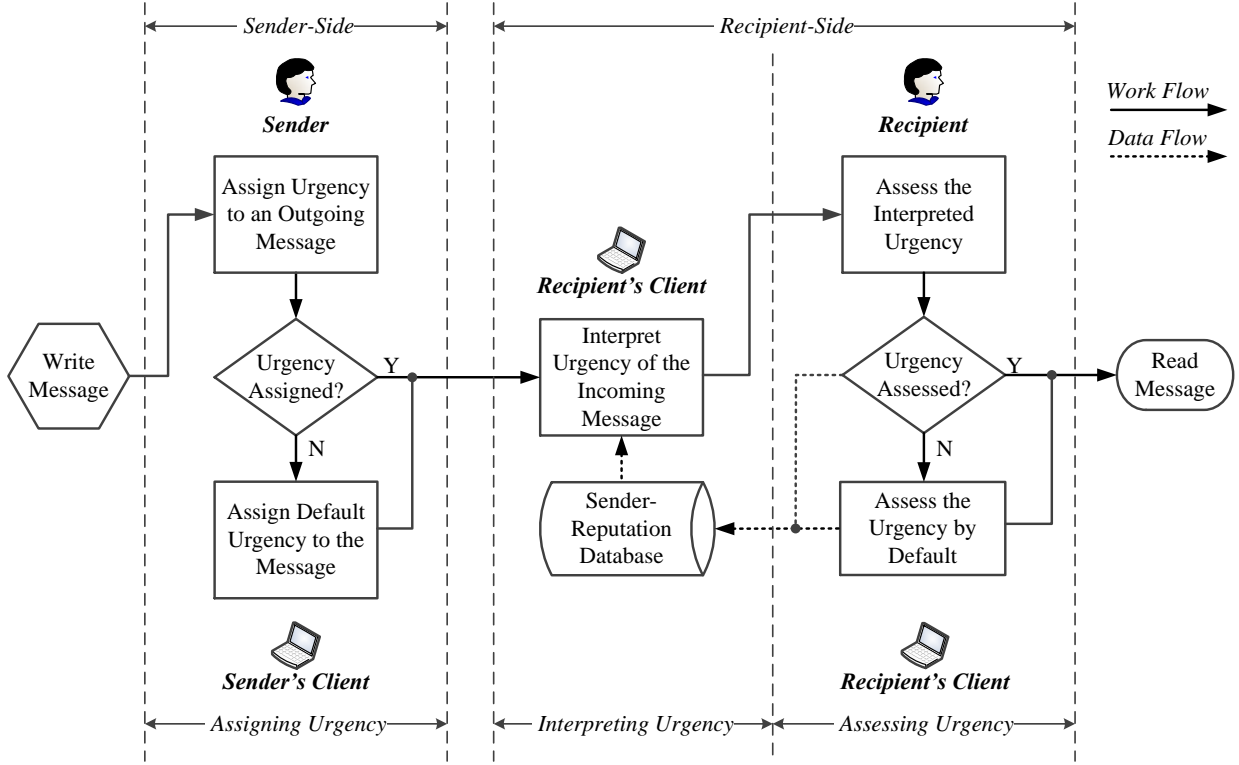 Sender-Side
Recipient-Side
Sender
Recipient
Work Flow
Data Flow
Assign Urgency
to an Outgoing
Message
Assess the
Interpreted
Urgency
Recipient's Client
Write
Message
Urgency
Assigned?
Y
N
Interpret
Urgency of the
Incoming
Message
Urgency
Assessed?
Y
N
Read
Message
Assign Default
Urgency to the
Message
Sender-
Reputation
Database
Assess the
Urgency by
Default
Sender's Client
Recipient's Client
Assigning Urgency
Interpreting Urgency
Assessing Urgency